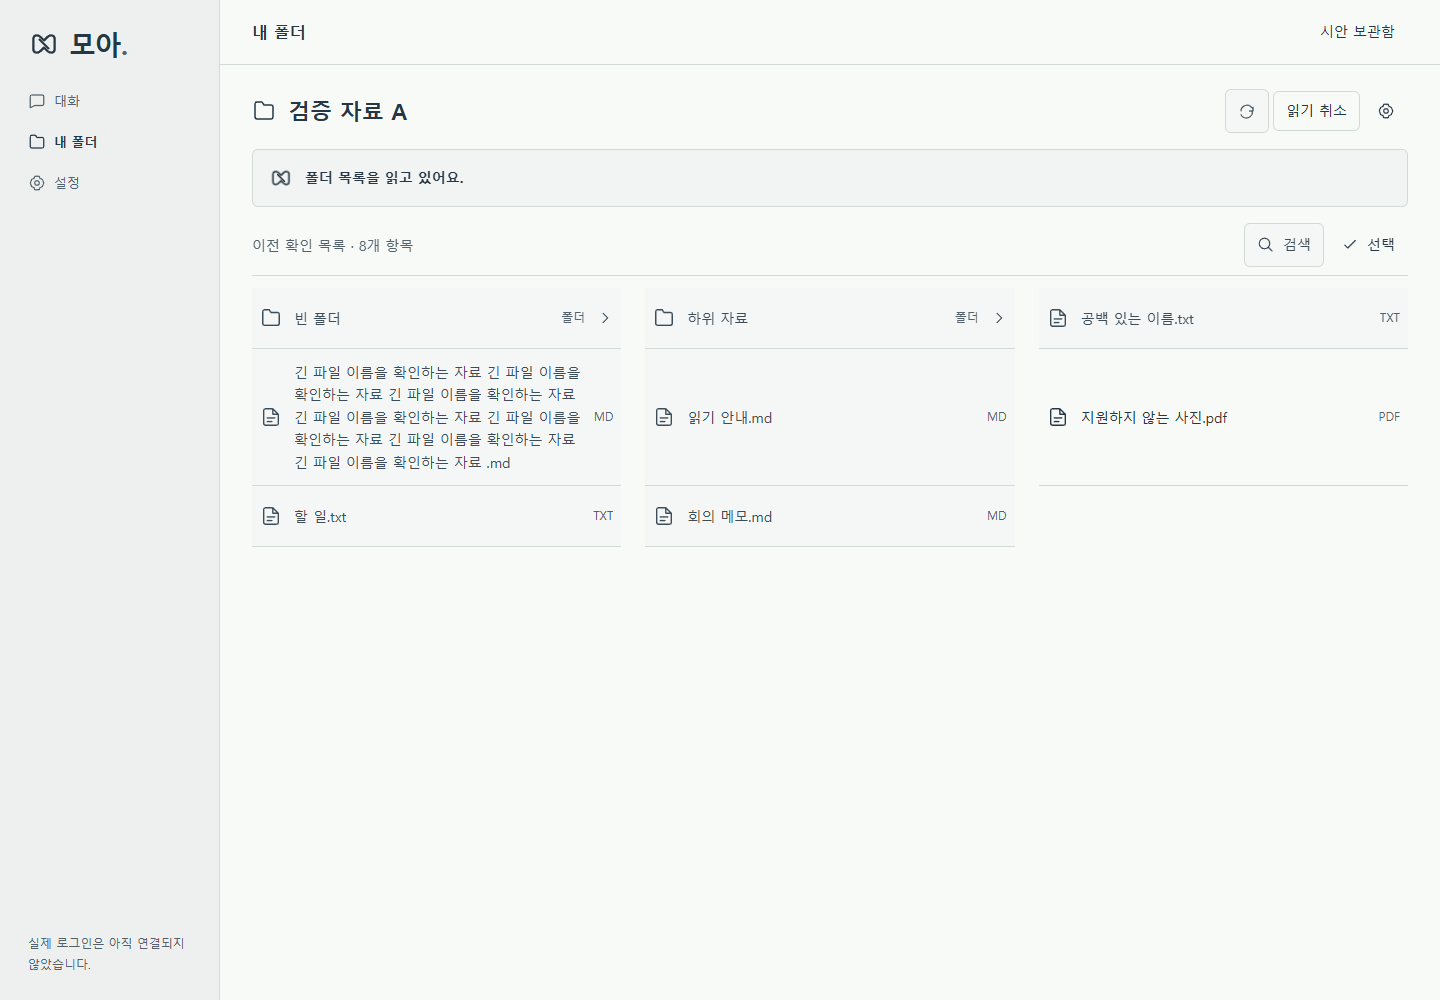 모아.
대화
내 폴더
설정
실제 로그인은 아직 연결되지
않았습니다.
내 폴더
시안 보관함
검증 자료 A
읽기 취소
폴더 목록을 읽고 있어요.
이전 확인 목록 · 8개 항목
검색
선택
빈 폴더
폴더
하위 자료
폴더
공백 있는 이름.txt
TXT
긴 파일 이름을 확인하는 자료 긴 파일 이름을
확인하는 자료 긴 파일 이름을 확인하는 자료
긴 파일 이름을 확인하는 자료 긴 파일 이름을
확인하는 자료 긴 파일 이름을 확인하는 자료
긴 파일 이름을 확인하는 자료 .md
MD
읽기 안내.md
MD
지원하지 않는 사진.pdf
PDF
할 일.txt
TXT
회의 메모.md
MD